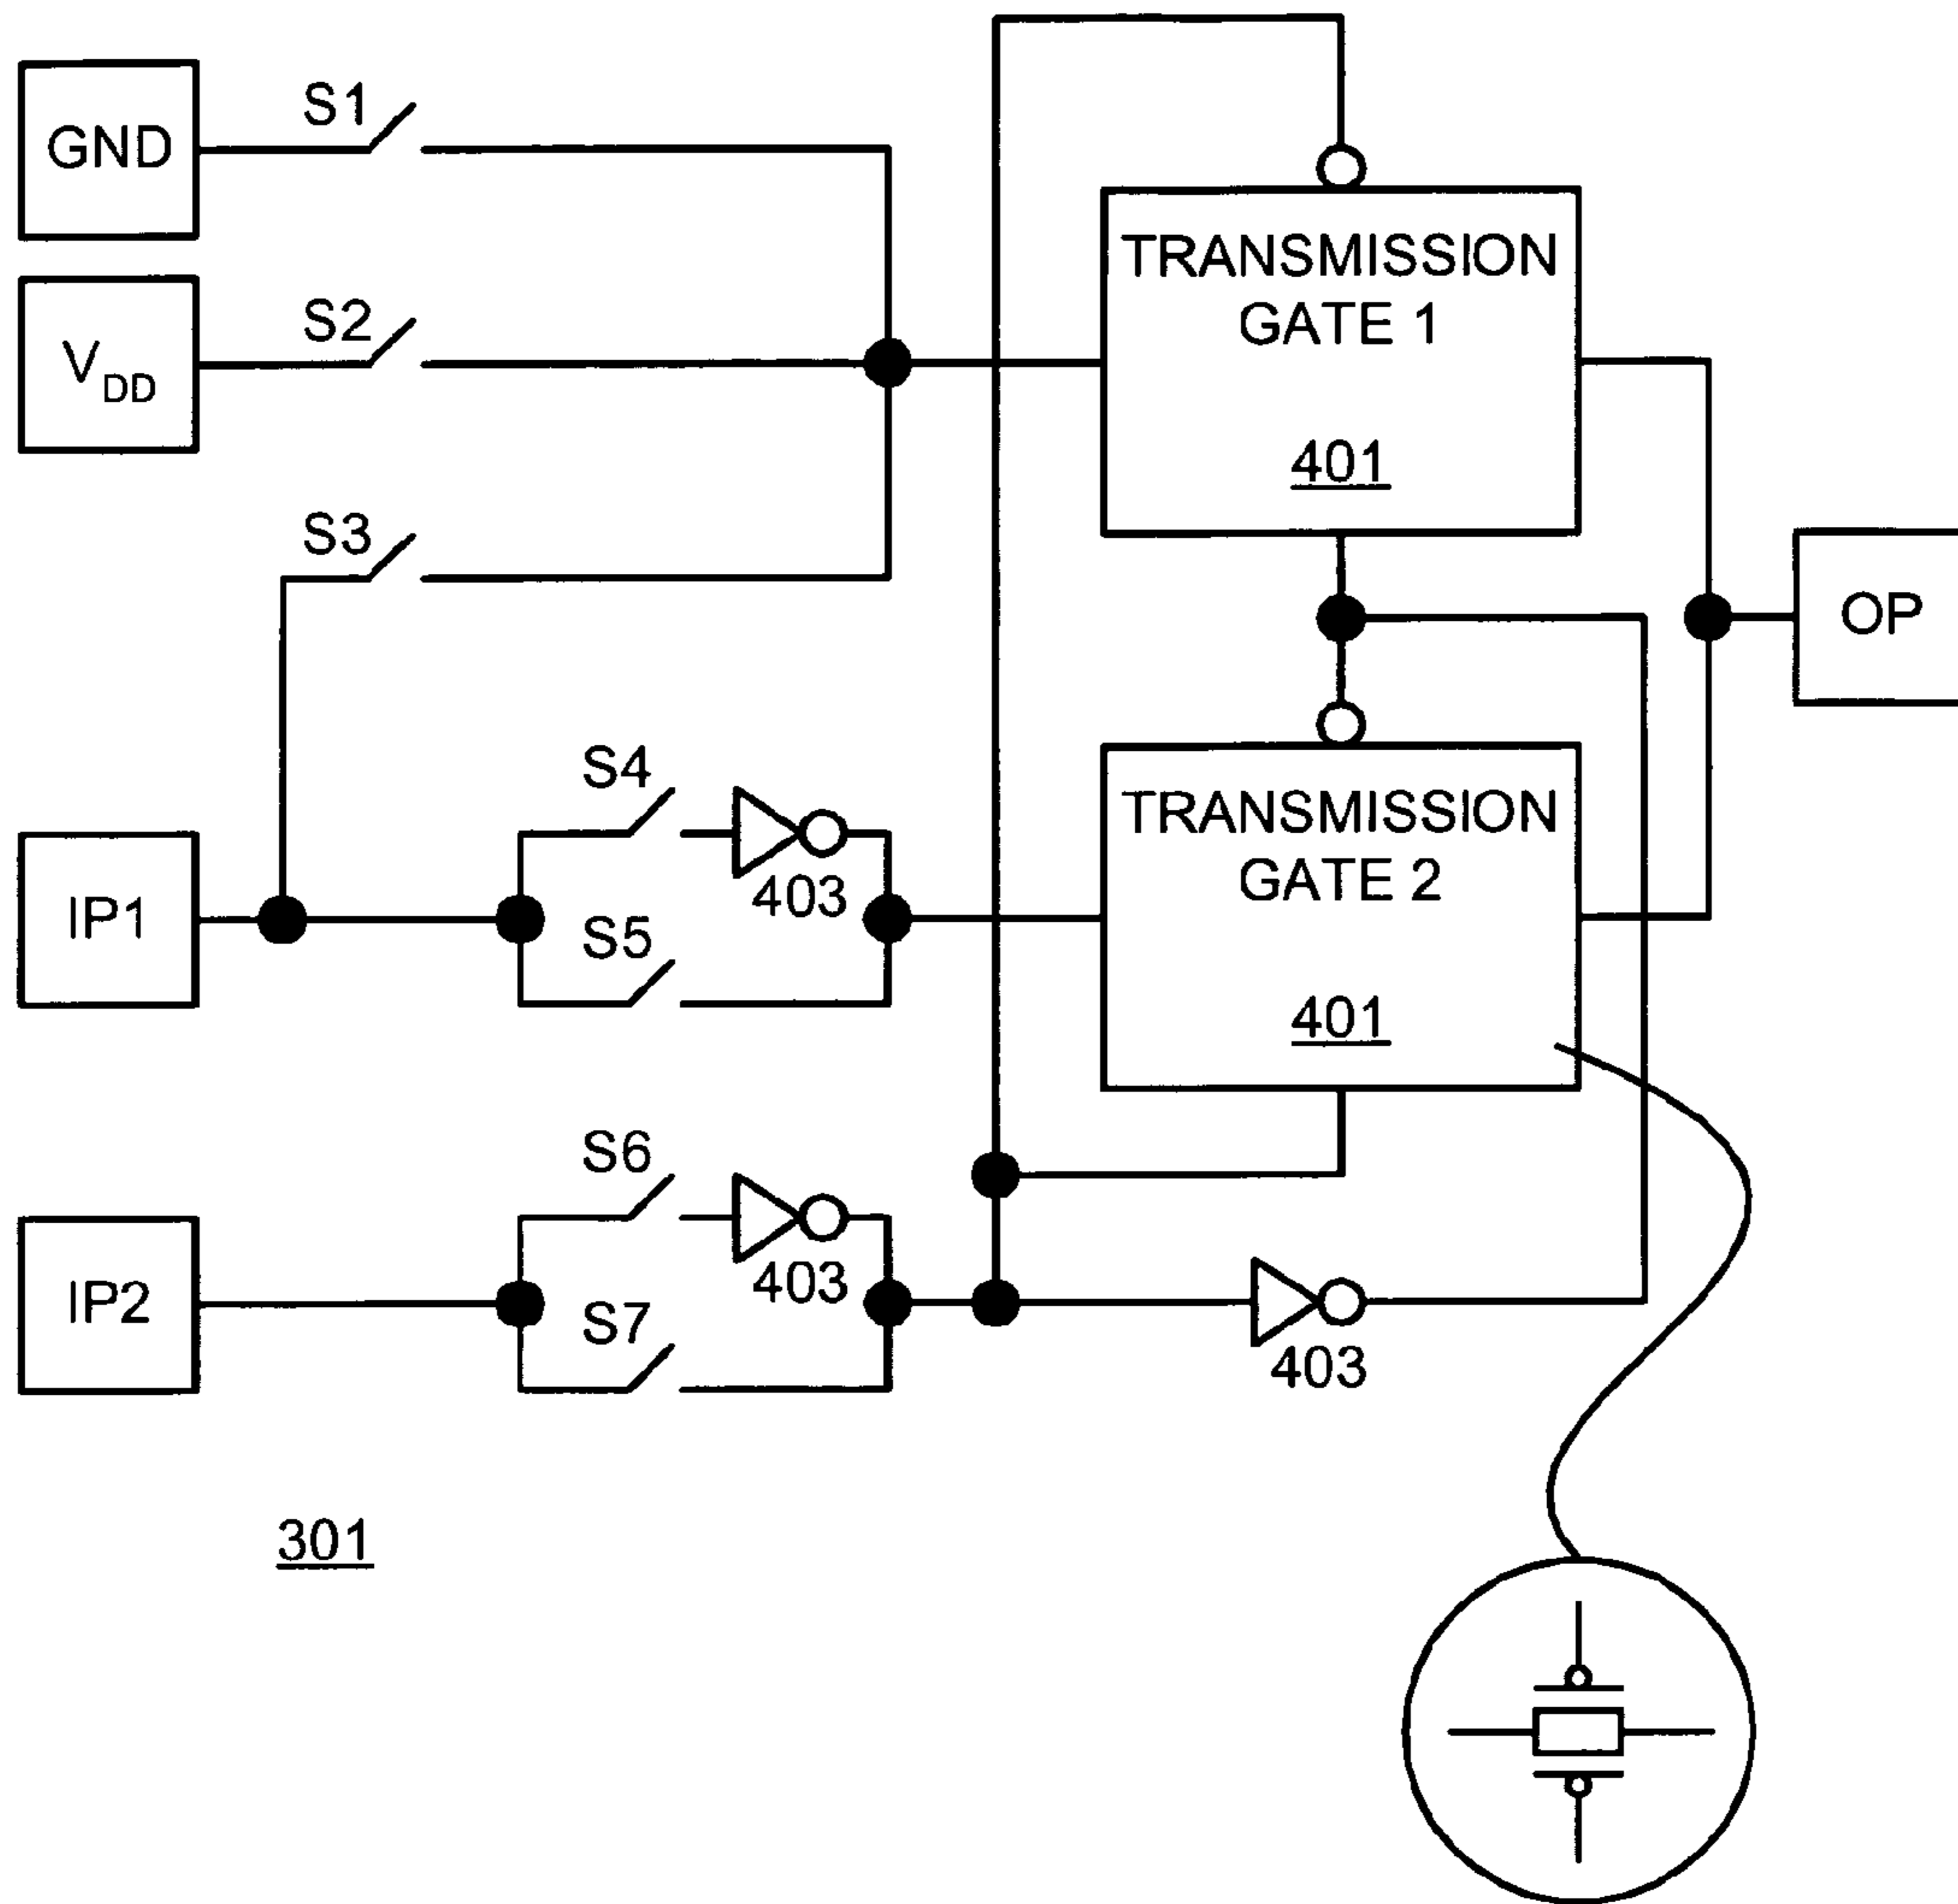 GND
S1
V_DD
S2
S3
TRANSMISSION
GATE 1
401
OP
IP1
S4
403
S5
TRANSMISSION
GATE 2
401
IP2
S6
403
S7
403
301